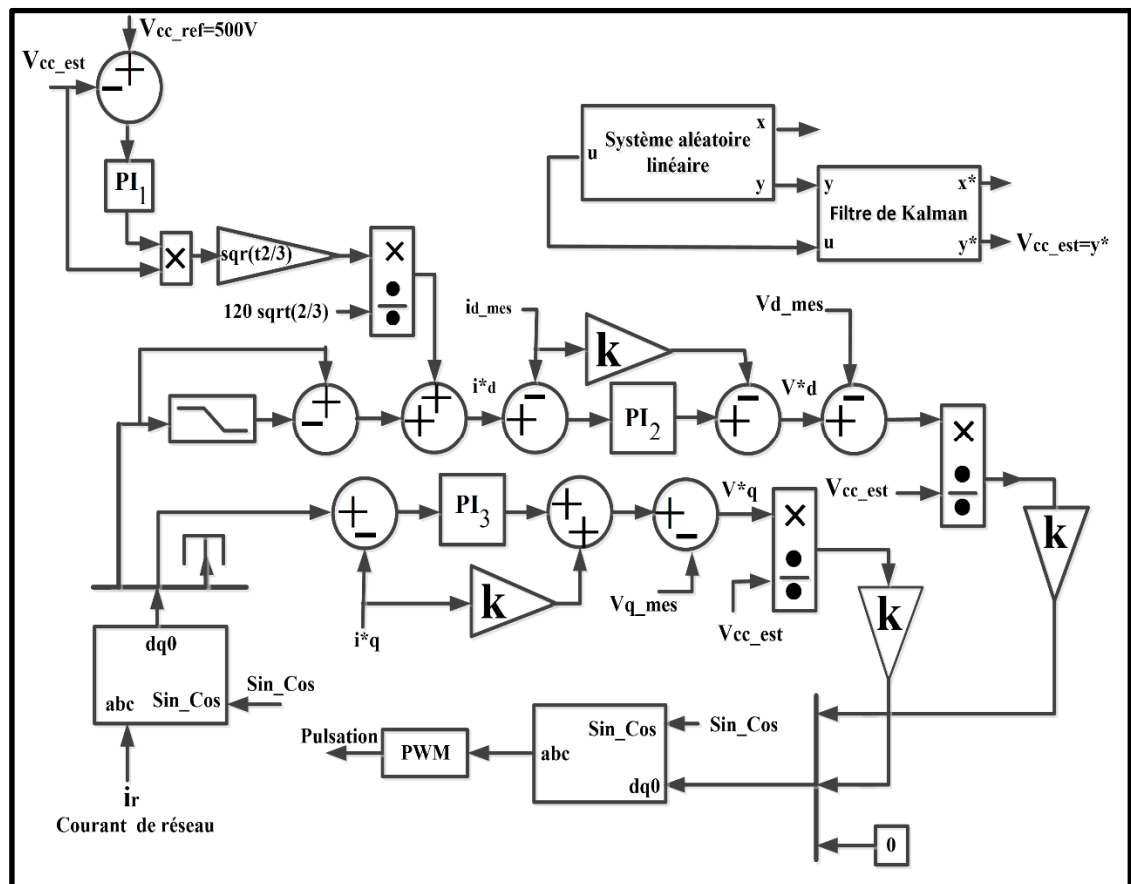 Vcc_ref=500V
Vcc_est
+
-
PI1
×
sqr(t2/3)
×
÷
120 sqrt(2/3)
Système aléatoire
linéaire
u
x
y
y
u
Filtre de Kalman
x*
y*
Vcc_est=y*
id_mes
k
Vd_mes
+
-
+
+
i*d
-
+
PI2
-
+
V*d
-
+
×
÷
Vcc_est
k
+
-
PI3
+
+
+
-
V*q
×
÷
k
i*q
Vq_mes
Vcc_est
k
dq0
abc
Sin_Cos
Sin_Cos
ir
Courant de réseau
Pulsation
PWM
abc
Sin_Cos
dq0
Sin_Cos
0